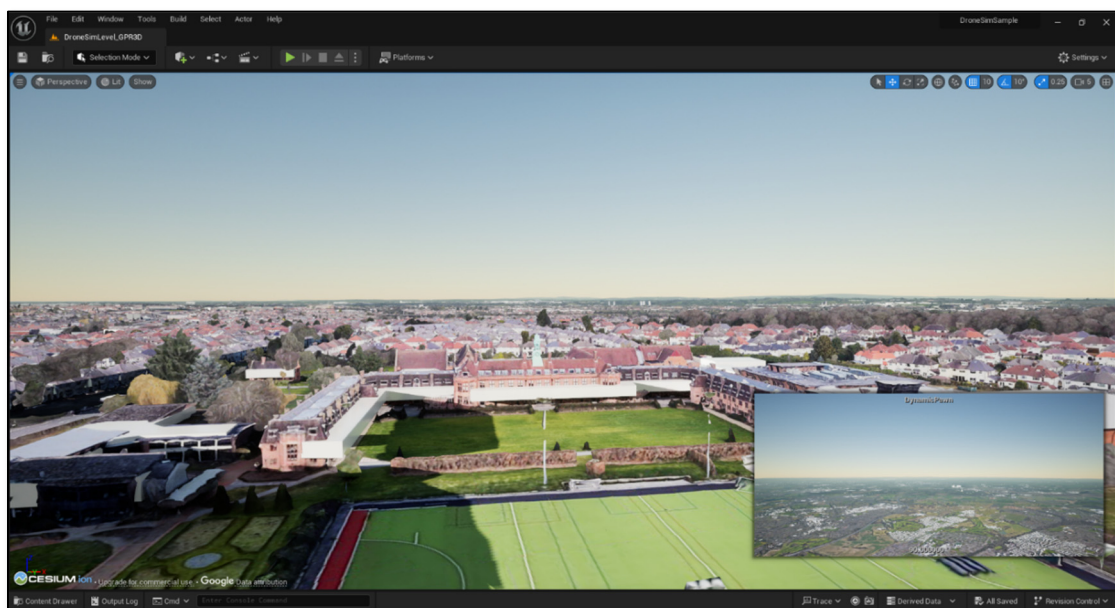 File Edit Window Tools Build Select Actor Help
DroneSimSample
DroneSimLevel_GPR3D
Selection Mode
Platforms
Settings
Perspective Lit Show
10 10° 0.25 5
DynamicPawn
CESIUM ion Upgrade for commercial use - Google Data attribution
Content Drawer Output Log Cmd Enter Console Command Trace Derived Data All Saved Revision Control